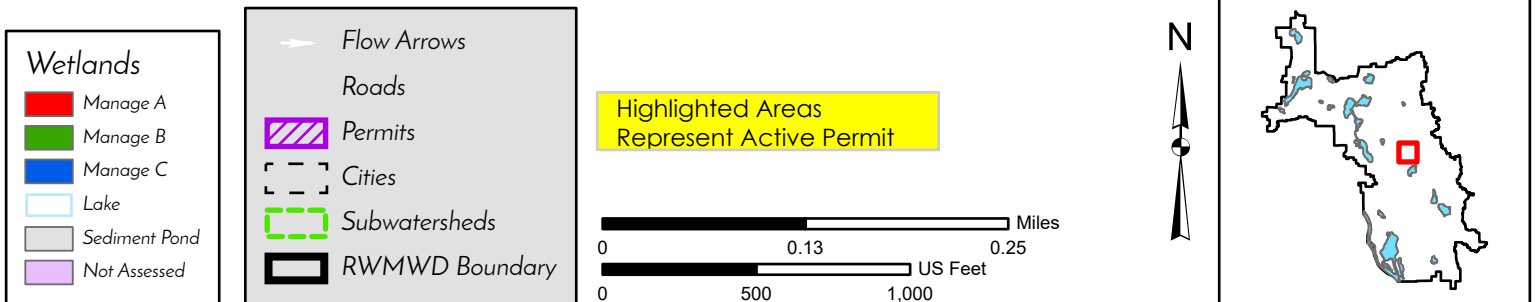 Wetlands
Manage A
Manage B
Manage C
Lake
Sediment Pond
Not Assessed
Flow Arrows
Roads
Permits
Cities
Subwatersheds
RWMWD Boundary
Highlighted Areas
Represent Active Permit
Miles
0 0.13 0.25
US Feet
0 500 1,000
N